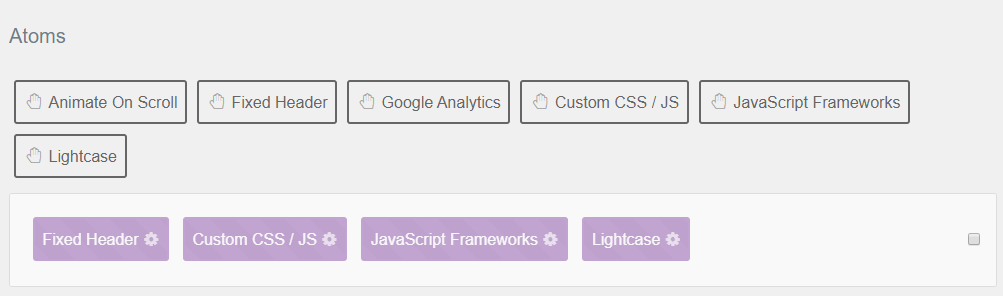 Atoms
Animate On Scroll Fixed Header Google Analytics Custom CSS / JS JavaScript Frameworks
Lightcase
Fixed Header Custom CSS / JS JavaScript Frameworks Lightcase